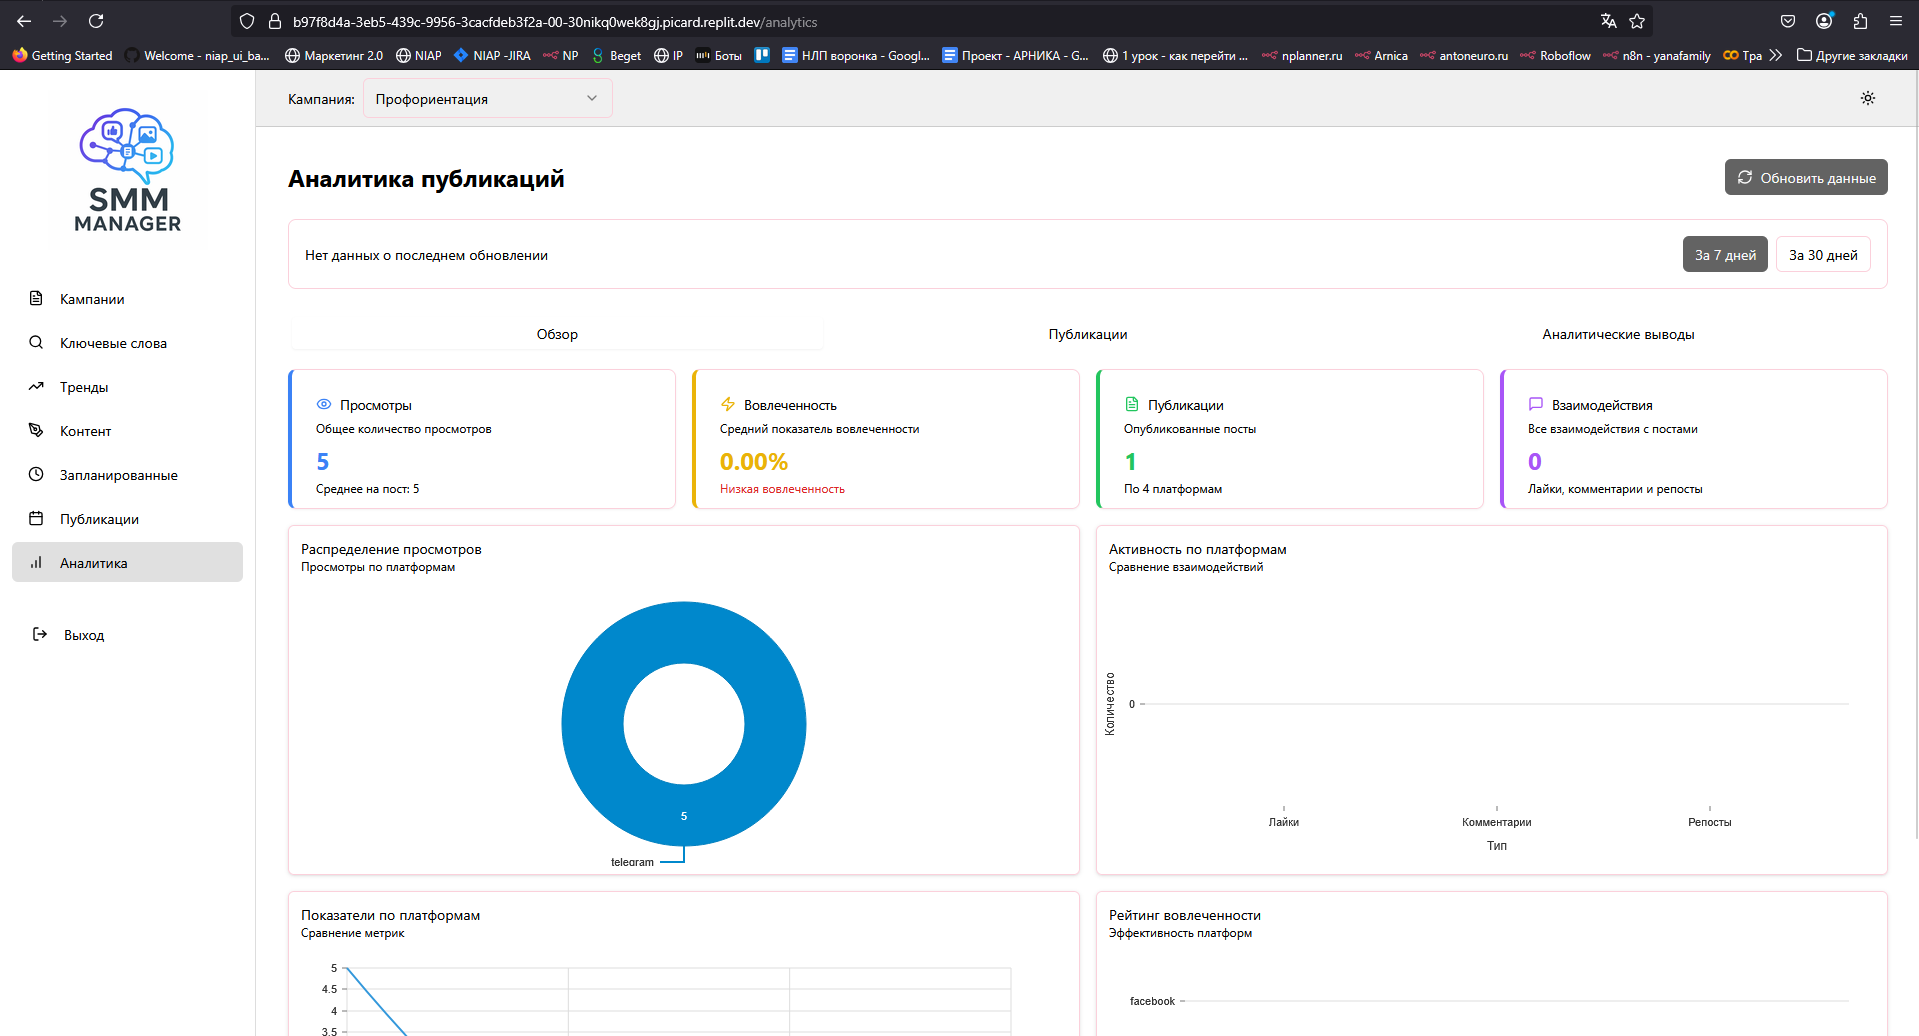 b97f8d4a-3eb5-439c-9956-3cacfdeb3f2a-00-30nikq0wek8gj.picard.replit.dev/analytics
Getting Started Welcome - niap_ui_ba... Маркетинг 2.0 NIAP NIAP -JIRA NP Beget IP Боты НЛП воронка - Googl... Проект - АРНИКА - G... 1 урок - как перейти ... nplanner.ru Arnica antoneuro.ru Roboflow n8n - yanafamily Тра Другие закладки
SMM
MANAGER
Кампании
Ключевые слова
Тренды
Контент
Запланированные
Публикации
Аналитика
Выход
Кампания: Профориентация
Аналитика публикаций
Обновить данные
Нет данных о последнем обновлении
За 7 дней За 30 дней
Обзор Публикации Аналитические выводы
Просмотры
Общее количество просмотров
5
Среднее на пост: 5
Вовлеченность
Средний показатель вовлеченности
0.00%
Низкая вовлеченность
Публикации
Опубликованные посты
1
По 4 платформам
Взаимодействия
Все взаимодействия с постами
0
Лайки, комментарии и репосты
Распределение просмотров
Просмотры по платформам
5
telegram
Активность по платформам
Сравнение взаимодействий
Количество
0
Лайки Комментарии Репосты
Тип
Показатели по платформам
Сравнение метрик
5
4.5
4
3.5
Рейтинг вовлеченности
Эффективность платформ
facebook